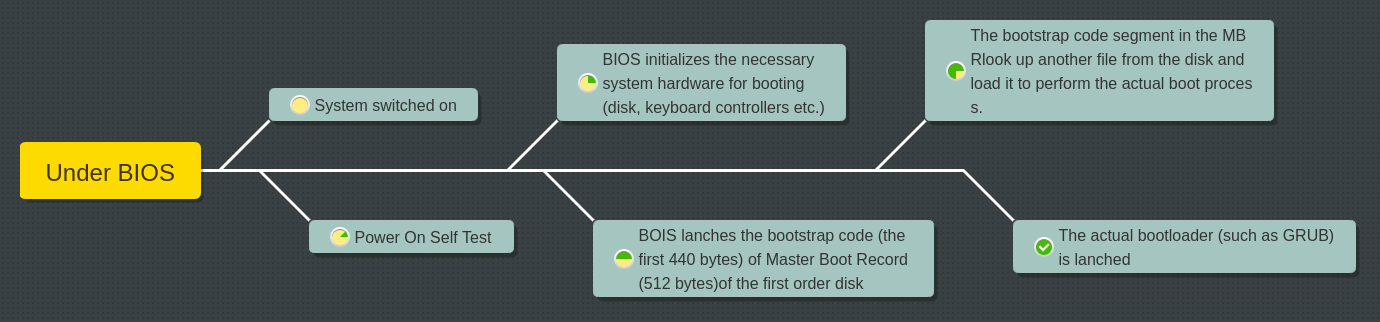 Under BIOS
System switched on
Power On Self Test
BIOS initializes the necessary
system hardware for booting
(disk, keyboard controllers etc.)
BOIS lanches the bootstrap code (the
first 440 bytes) of Master Boot Record
(512 bytes)of the first order disk
The bootstrap code segment in the MB
Rlook up another file from the disk and
load it to perform the actual boot proces
s.
The actual bootloader (such as GRUB)
is lanched